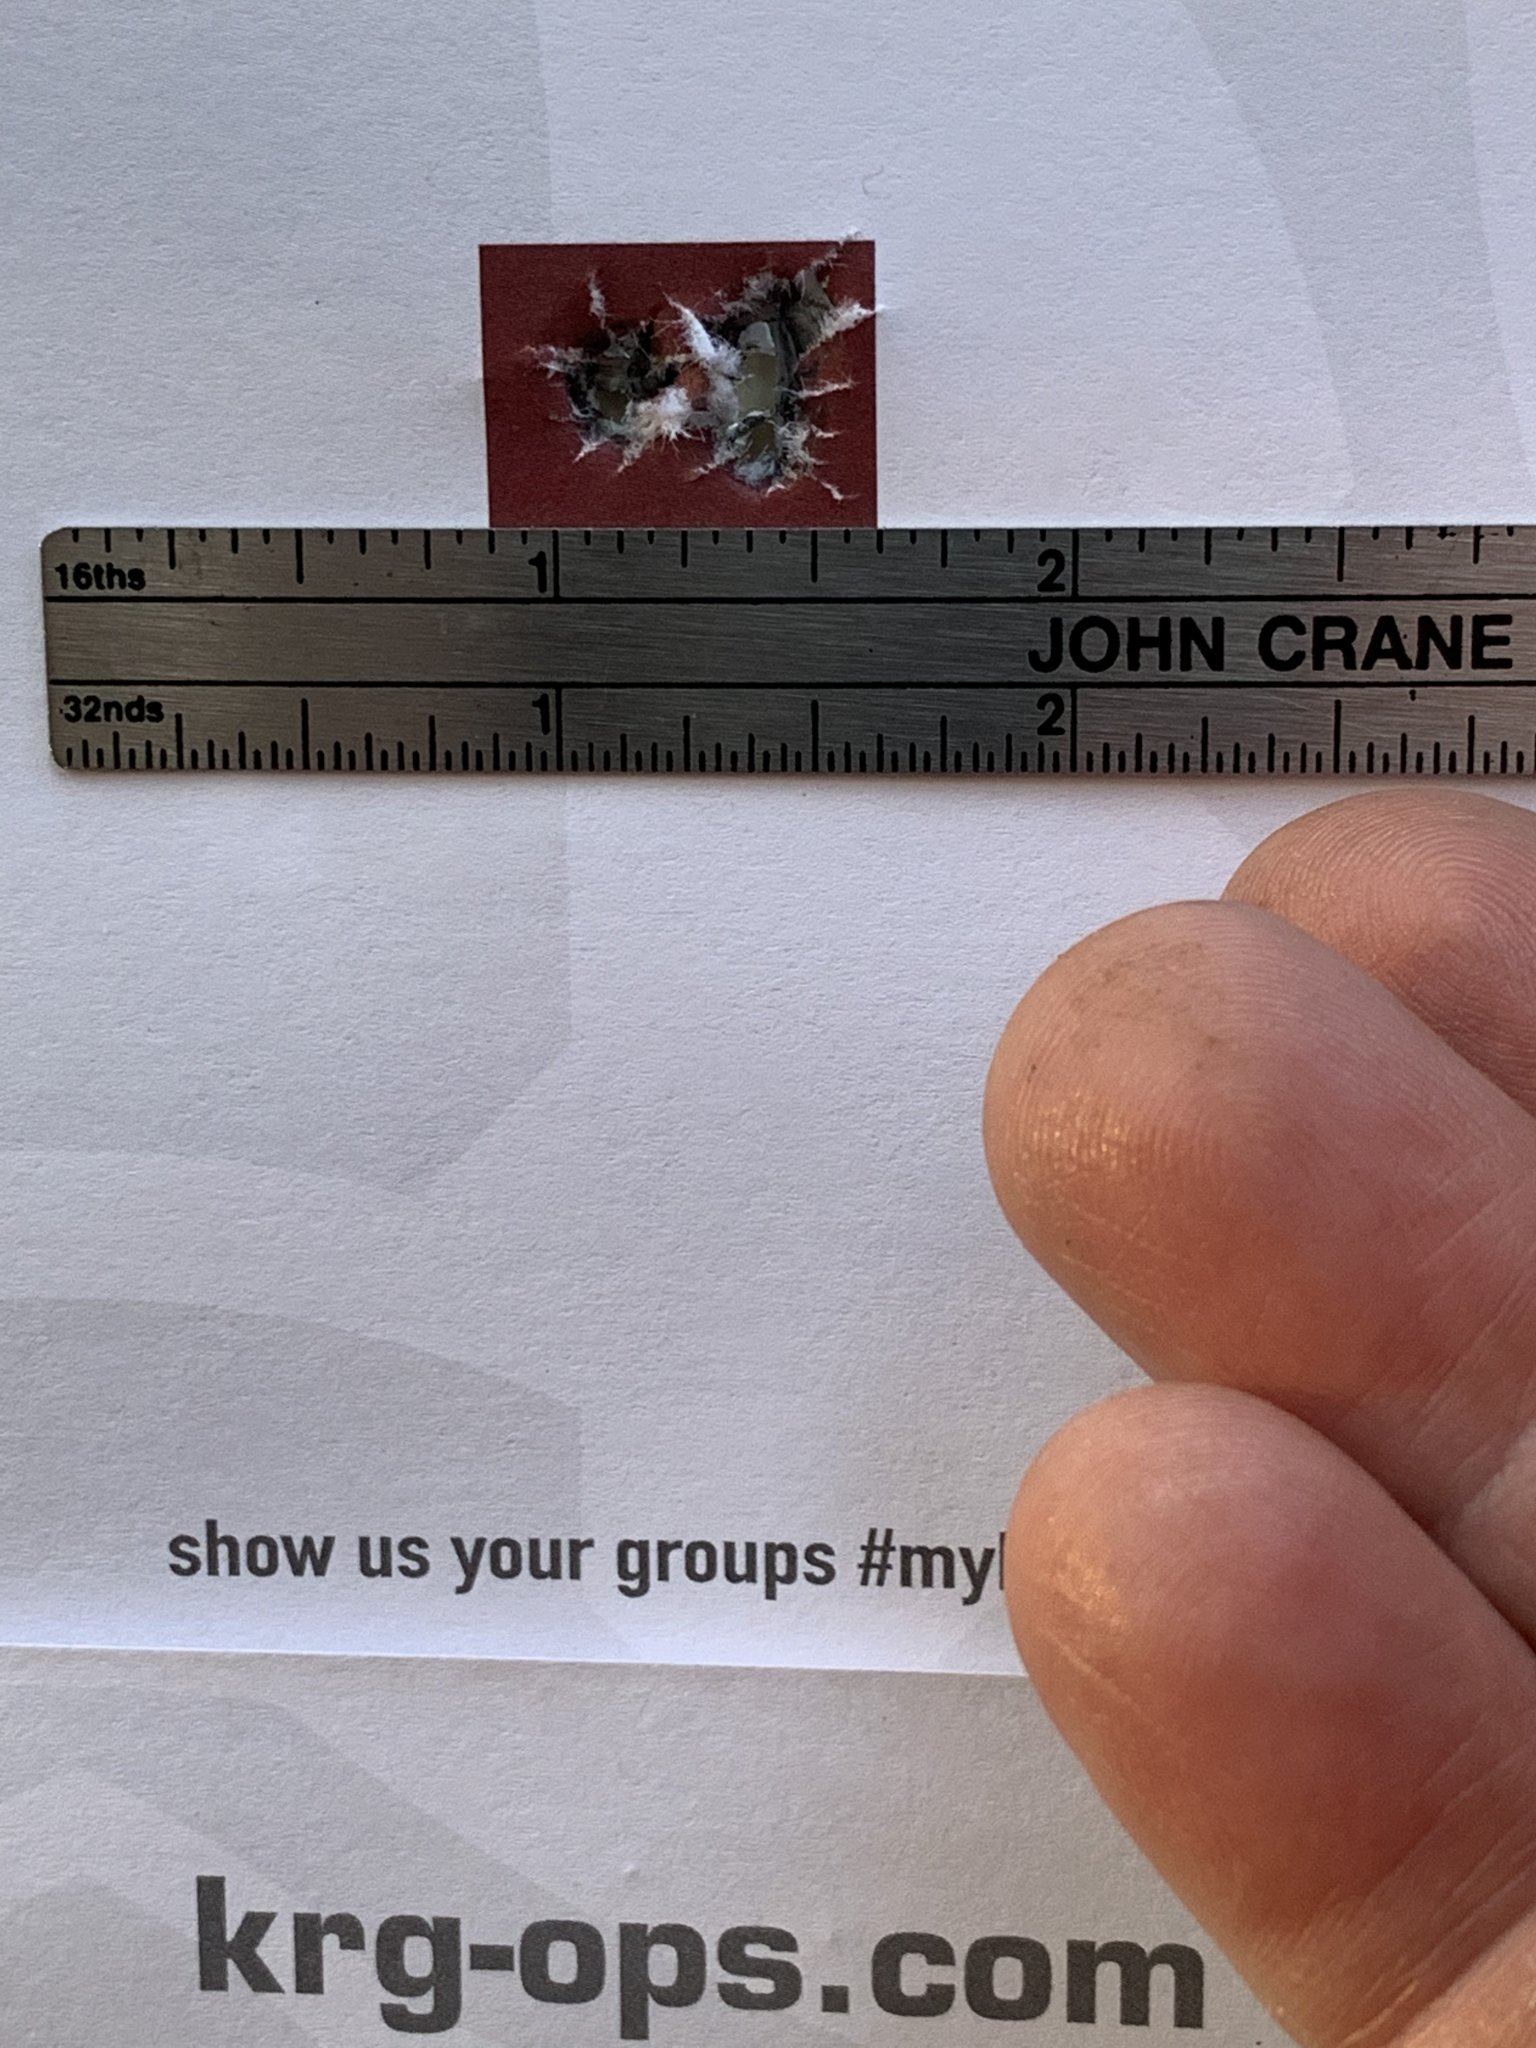 1 2
16ths
JOHN CRANE
32nds 1 2
show us your groups #my
krg-ops.com